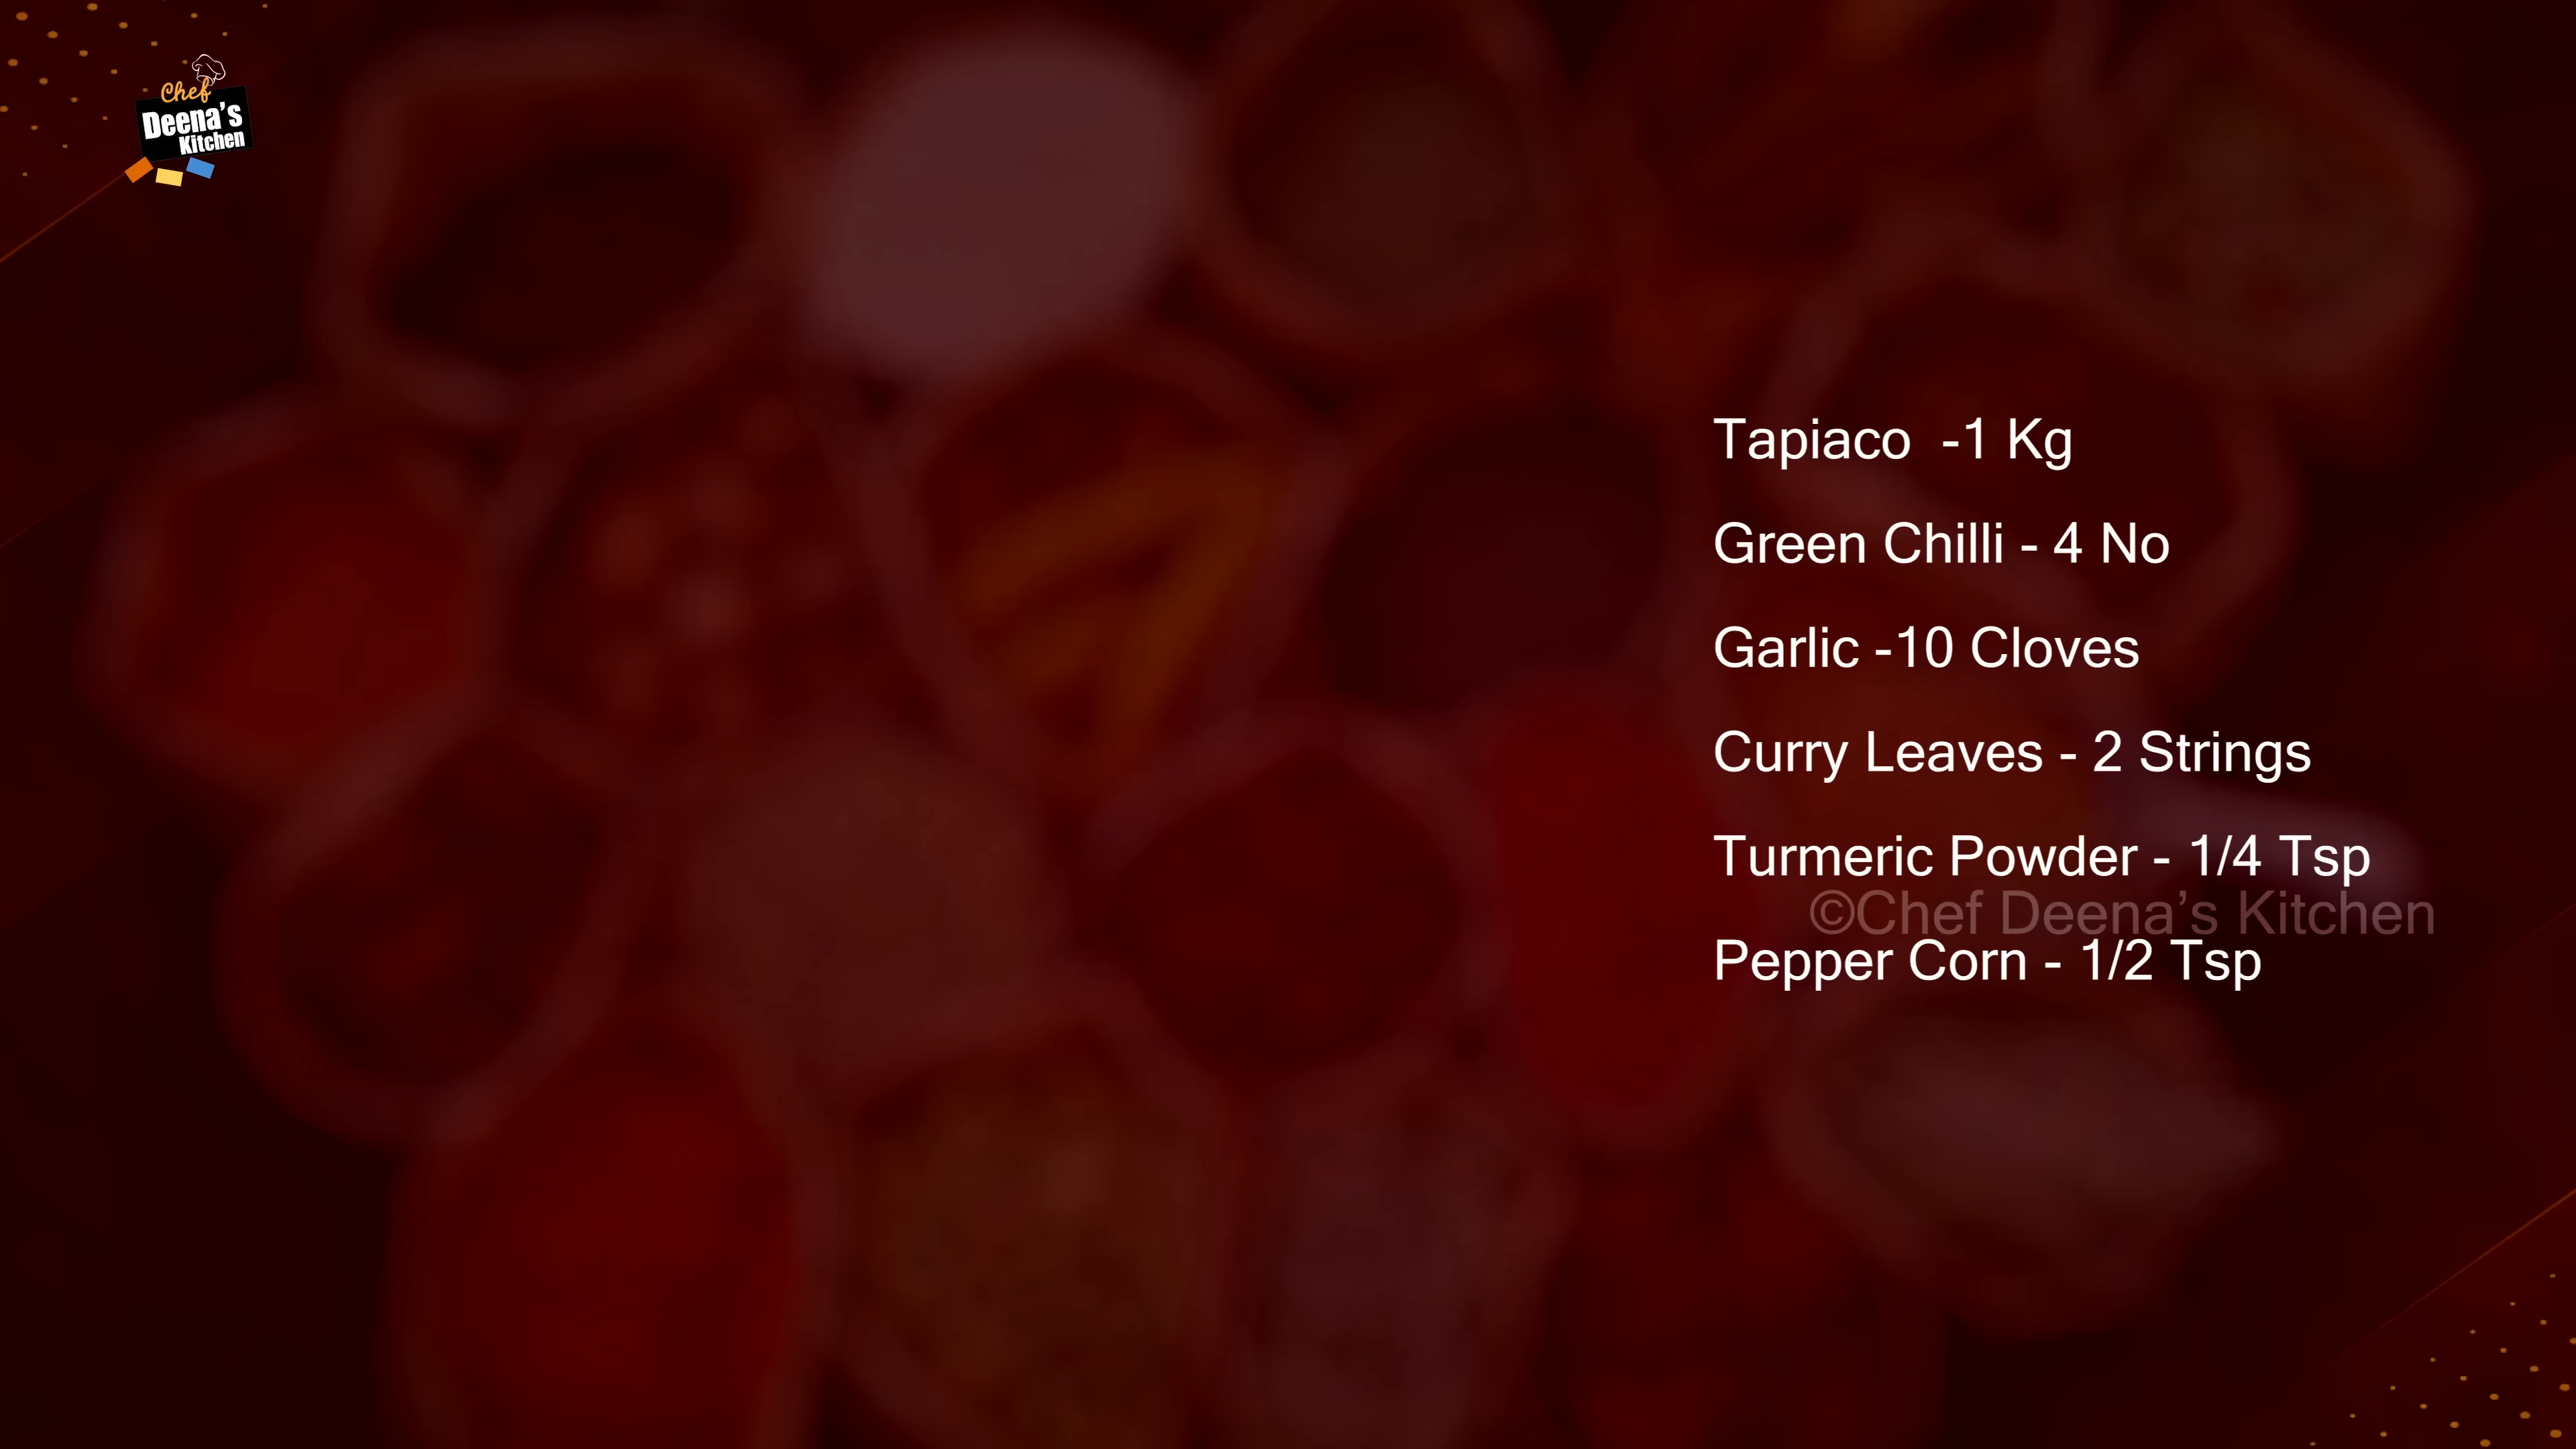 Chef
Deena's
Kitchen
Tapiaco -1 Kg
Green Chilli - 4 No
Garlic -10 Cloves
Curry Leaves - 2 Strings
Turmeric Powder - 1/4 Tsp
©Chef Deena's Kitchen
Pepper Corn - 1/2 Tsp